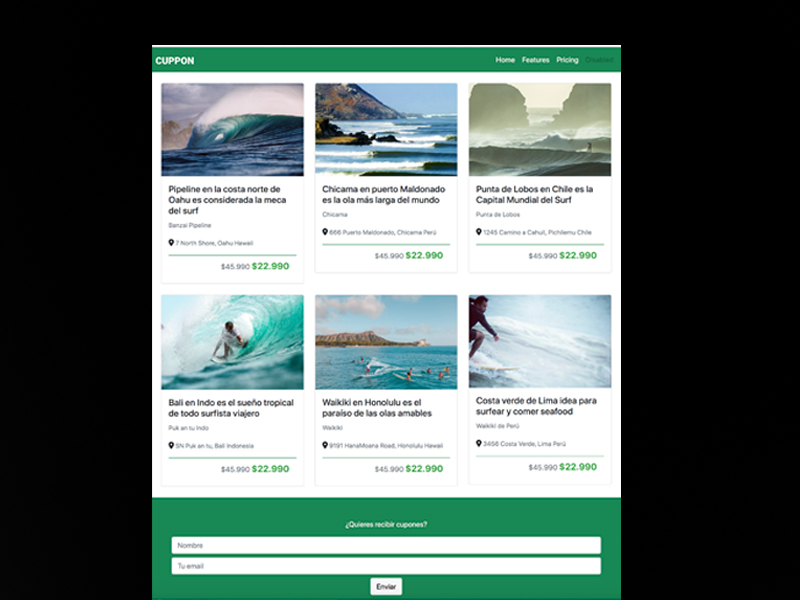 CUPPON
Home Features Pricing Disabled
Pipeline en la costa norte de
Oahu es considerada la meca
del surf
Banzai Pipeline
7 North Shore, Oahu Hawaii
$45.990 $22.990
Chicama en puerto Maldonado
es la ola más larga del mundo
Chicama
666 Puerto Maldonado, Chicama Perú
$45.990 $22.990
Punta de Lobos en Chile es la
Capital Mundial del Surf
Punta de Lobos
1245 Camino a Cahuil, Pichilemu Chile
$45.990 $22.990
Bali en Indo es el sueño tropical
de todo surfista viajero
Puk an tu Indo
SN Puk an tu, Bali Indonesia
$45.990 $22.990
Waikiki en Honolulu es el
paraíso de las olas amables
Waikiki
9191 HanaMoana Road, Honolulu Hawaii
$45.990 $22.990
Costa verde de Lima idea para
surfear y comer seafood
Waikiki de Perú
3456 Costa Verde, Lima Perú
$45.990 $22.990
¿Quieres recibir cupones?
Nombre
Tu email
Enviar